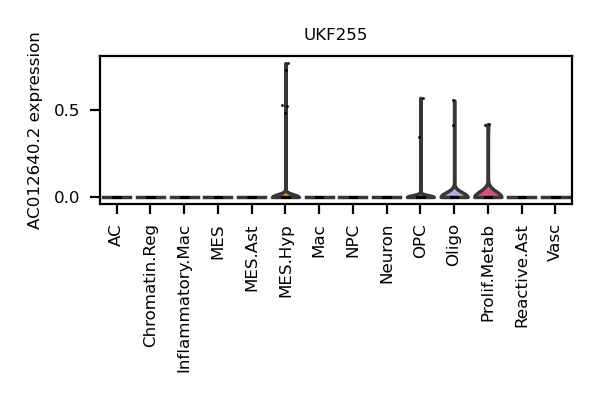 UKF255
AC012640.2 expression
0.5
0.0
AC
Chromatin.Reg
Inflammatory.Mac
MES
MES.Ast
MES.Hyp
Mac
NPC
Neuron
OPC
Oligo
Prolif.Metab
Reactive.Ast
Vasc